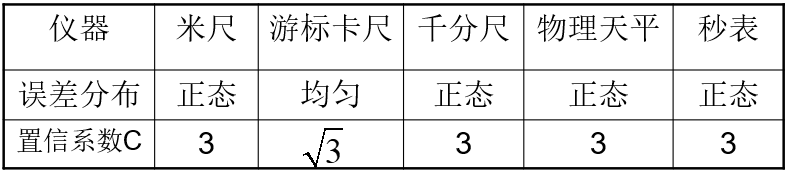 仪器 米尺 游标卡尺 千分尺 物理天平 秒表
误差分布 正态 均匀 正态 正态 正态
置信系数C 3 √3 3 3 3